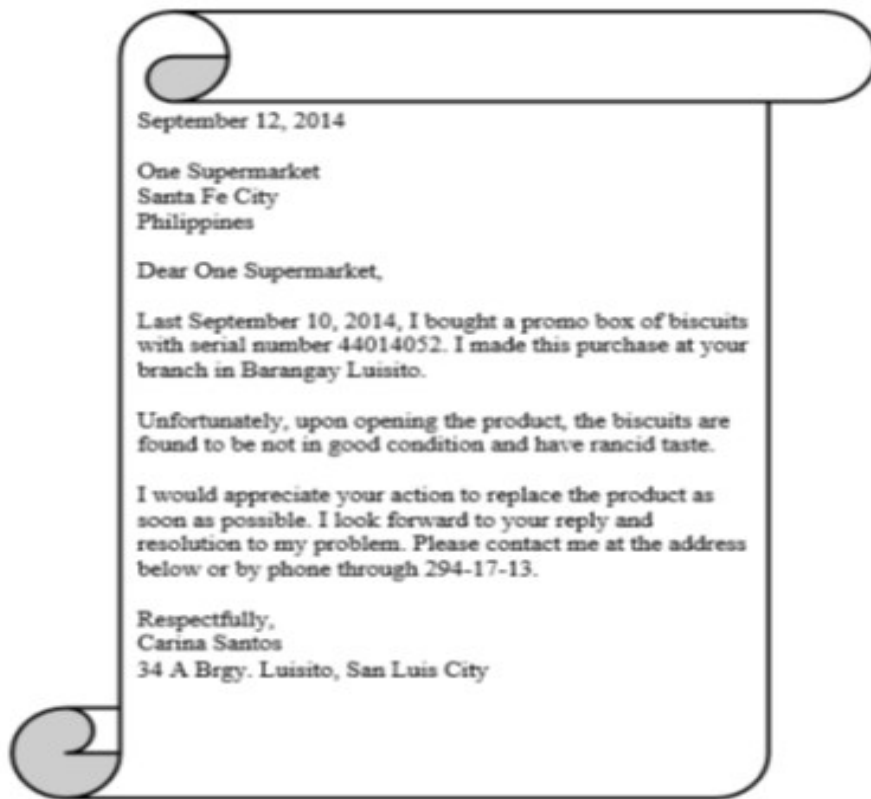 September 12, 2014
One Supermarket
Santa Fe City
Philippines
Dear One Supermarket,
Last September 10, 2014, I bought a promo box of biscuits
with serial number 44014052. I made this purchase at your
branch in Barangay Luisito.
Unfortunately, upon opening the product, the biscuits are
found to be not in good condition and have rancid taste.
I would appreciate your action to replace the product as
soon as possible. I look forward to your reply and
resolution to my problem. Please contact me at the address
below or by phone through 294-17-13.
Respectfully,
Carina Santos
34 A Brgy. Luisito, San Luis City